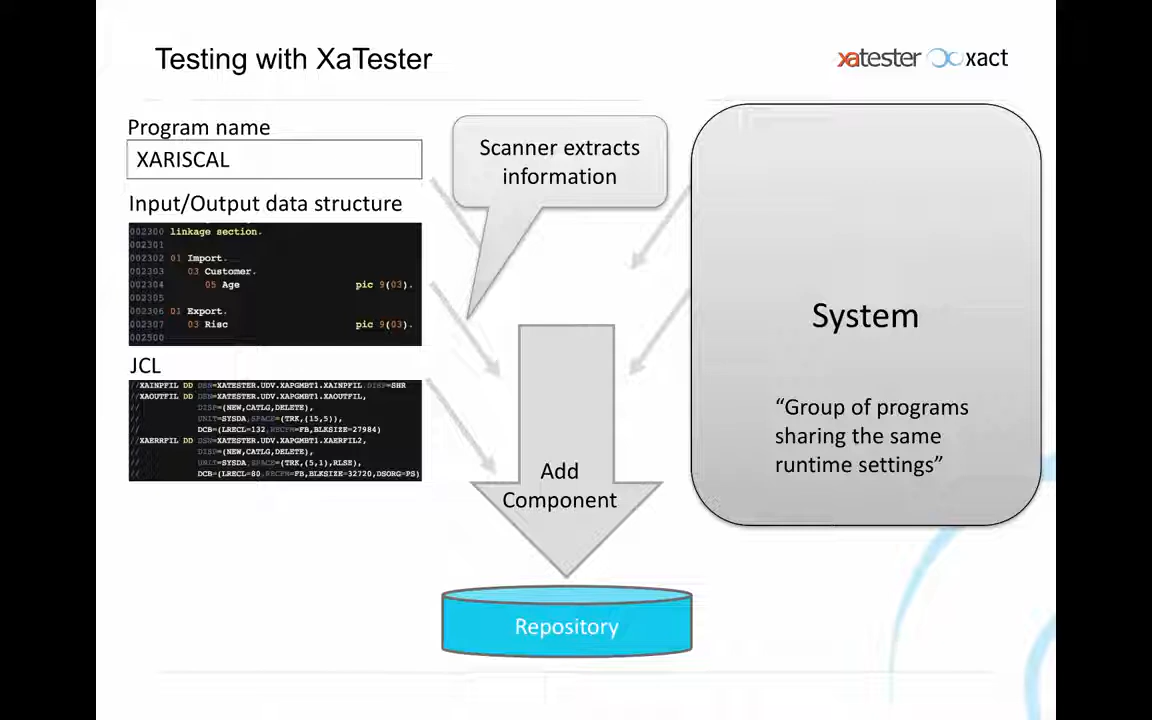 Testing with XaTester
xatester xact
Program name
XARISCAL
Input/Output data structure
002300 linkage section.
002301
002302 01 Import.
002303 03 Customer.
002304 05 Age pic 9(03).
002305
002306 01 Export.
002307 03 Risc pic 9(03).
002500
JCL
//XAINPFIL DD DSN=XATESTER.UDV.XAPGMBT1.XAINPFIL,DISP=SHR
//XAOUTFIL DD DSN=XATESTER.UDV.XAPGMBT1.XAOUTFIL,
// DISP=(NEW,CATLG,DELETE),
// UNIT=SYSDA,SPACE=(TRK,(15,5)),
// DCB=(LRECL=132,RECFM=FB,BLKSIZE=27984)
//XAERRFIL DD DSN=XATESTER.UDV.XAPGMBT1.XAERRFIL2,
// DISP=(NEW,CATLG,DELETE),
// UNIT=SYSDA,SPACE=(TRK,(5,1),RLSE),
// DCB=(LRECL=80,RECFM=FB,BLKSIZE=32720,DSORG=PS)
Scanner extracts
information
Add
Component
Repository
System
“Group of programs
sharing the same
runtime settings”